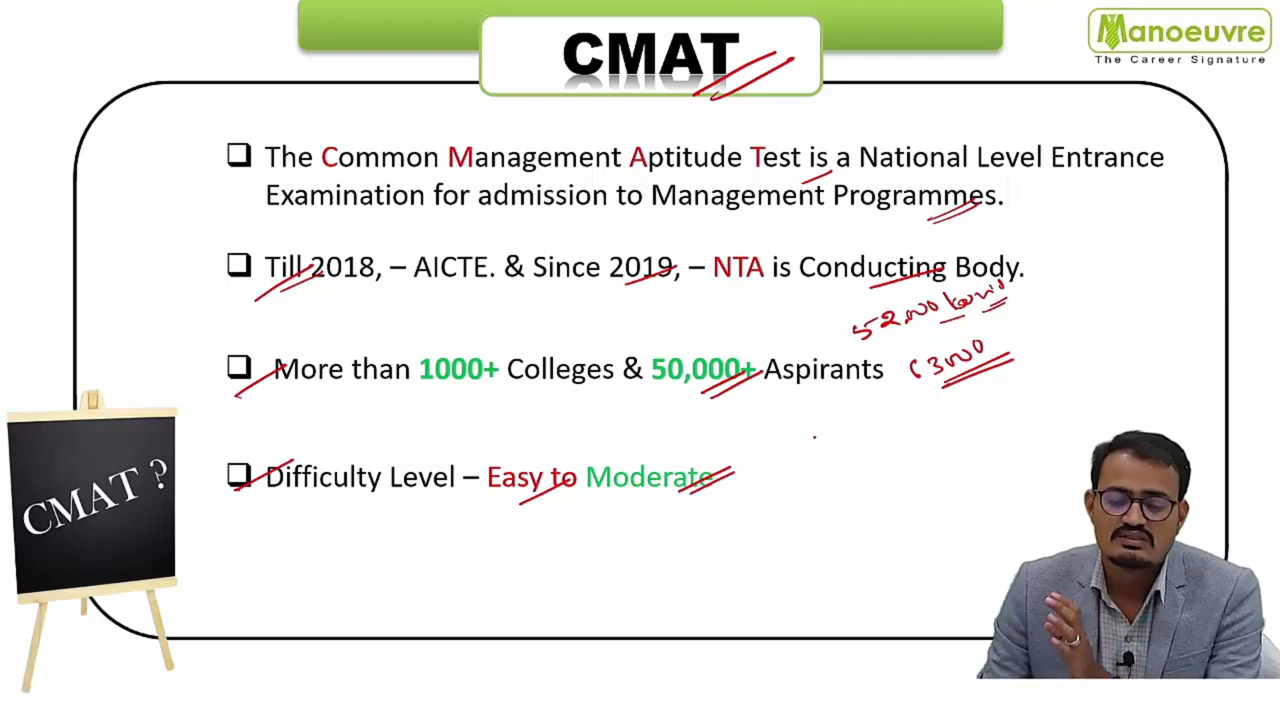 CMAT
Manoeuvre
The Career Signature
The Common Management Aptitude Test is a National Level Entrance
Examination for admission to Management Programmes.
Till 2018, – AICTE. & Since 2019, – NTA is Conducting Body.
More than 1000+ Colleges & 50,000+ Aspirants
Difficulty Level – Easy to Moderate
CMAT ?